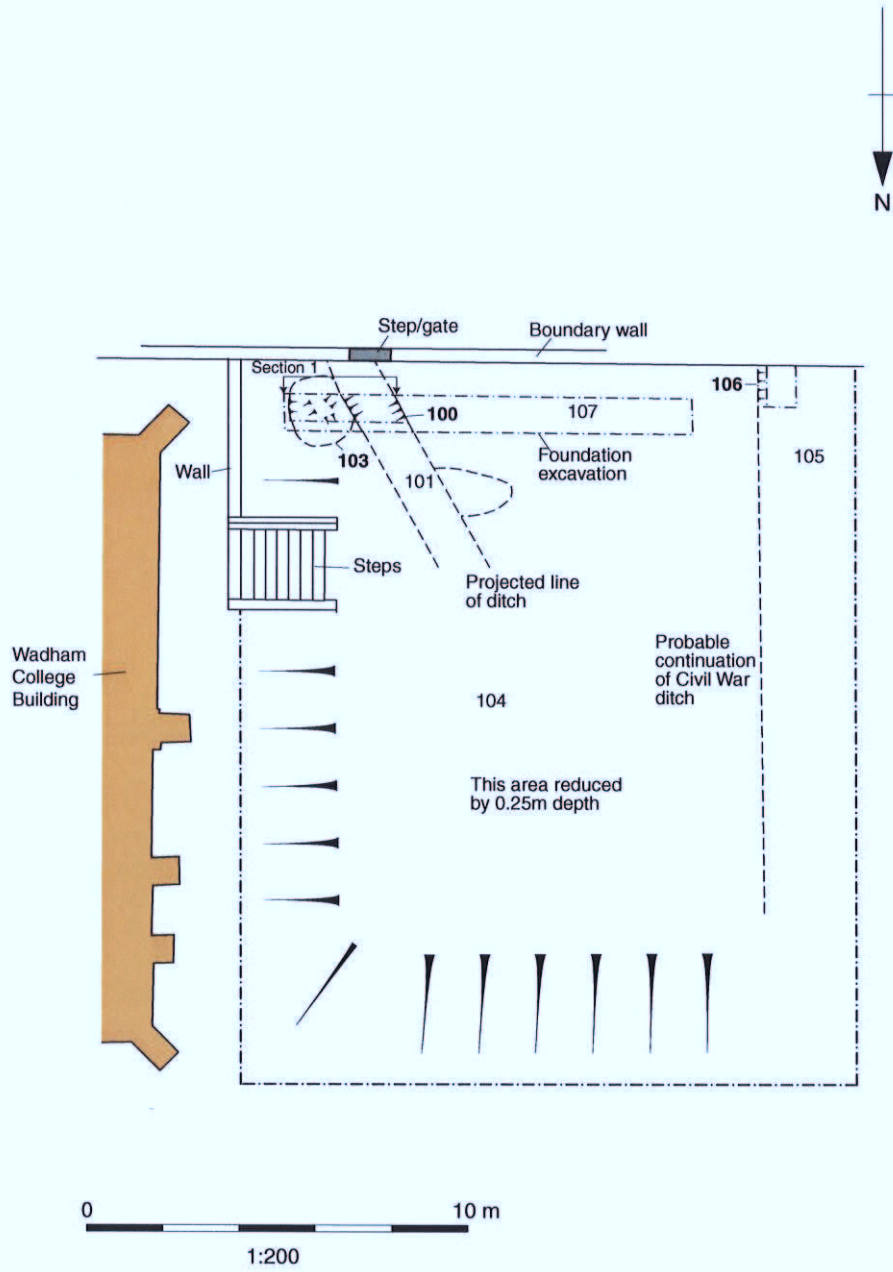 N
Step/gate
Boundary wall
Section 1
106
100
107
103
Foundation
excavation
105
Wall
101
Steps
Projected line
of ditch
Wadham
College
Building
Probable
continuation
of Civil War
ditch
104
This area reduced
by 0.25m depth
0
10 m
1:200